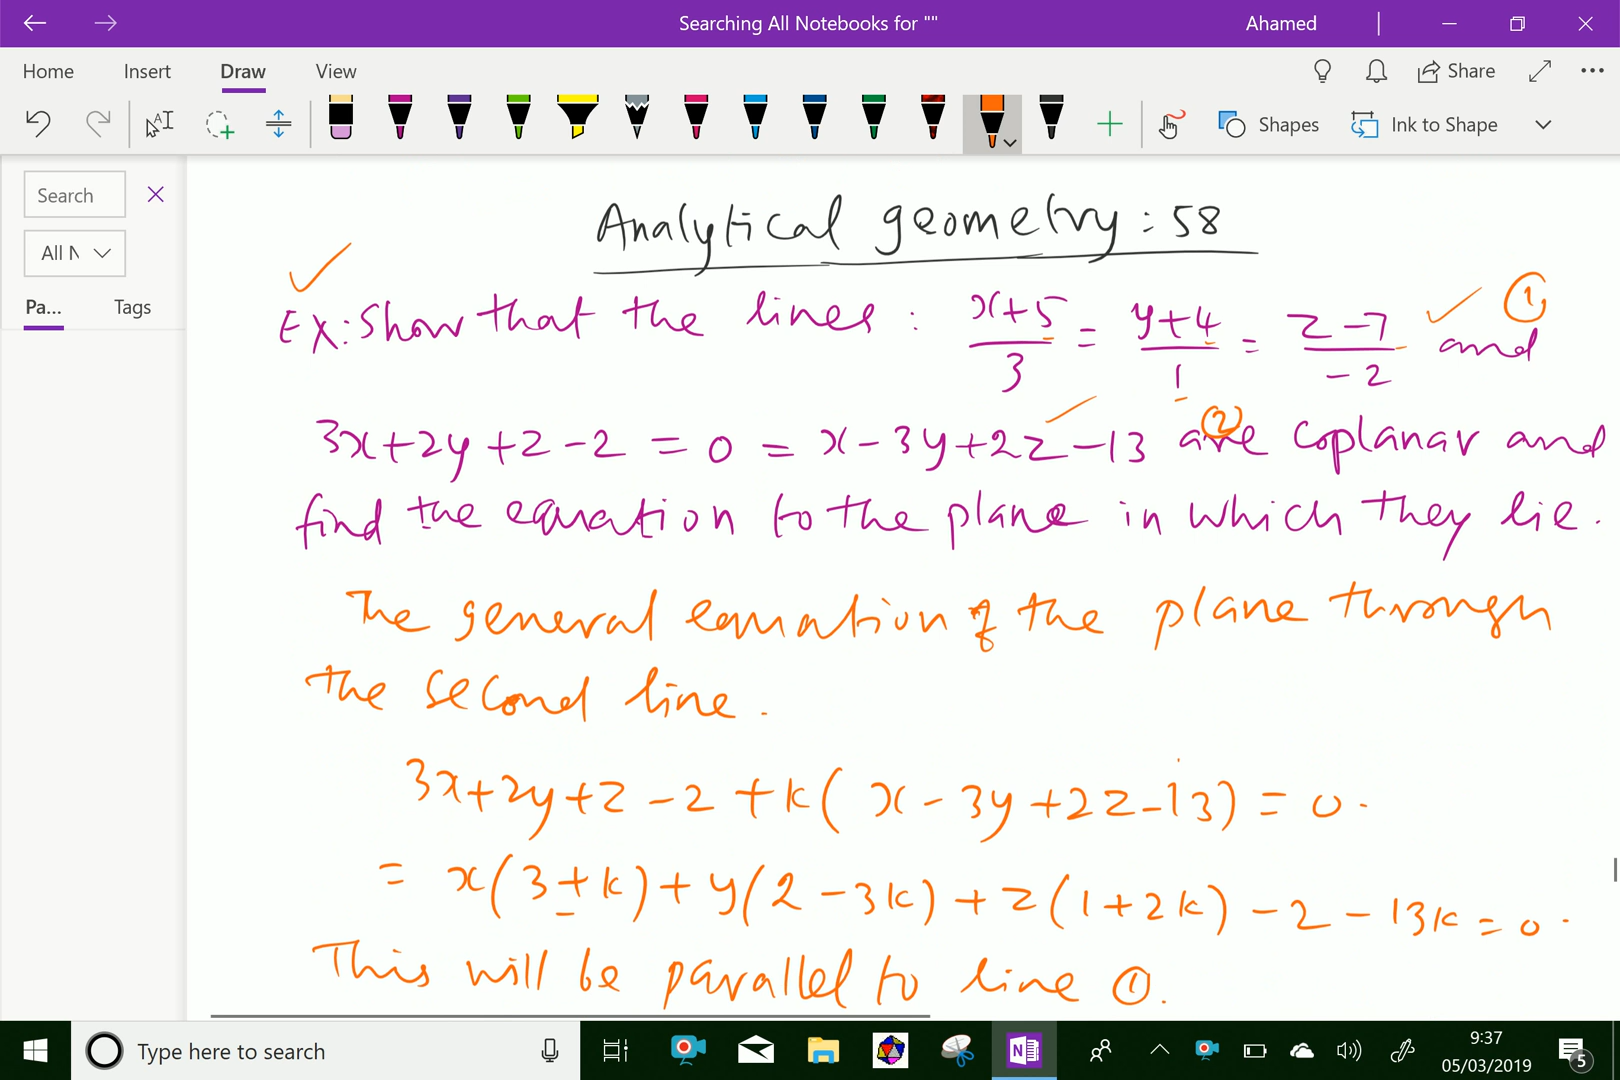 Searching All Notebooks for ""
Ahamed
Home Insert Draw View
Share
Shapes
Ink to Shape
Search
All N
Pa... Tags
Analytical geometry: 58
EX: Show that the lines : x+5/3 = y+4/1 = z-7/-2 and ①
3x+2y+z-2 = 0 = x-3y+2z-13 are coplanar and ②
find the equation to the plane in which they lie.
The general equation of the plane through
the second line.
3x+2y+z-2+k(x-3y+2z-13) = 0.
= x(3+k)+y(2-3k)+z(1+2k)-2-13k=0.
This will be parallel to line ①.
Type here to search
N
9:37
05/03/2019
5